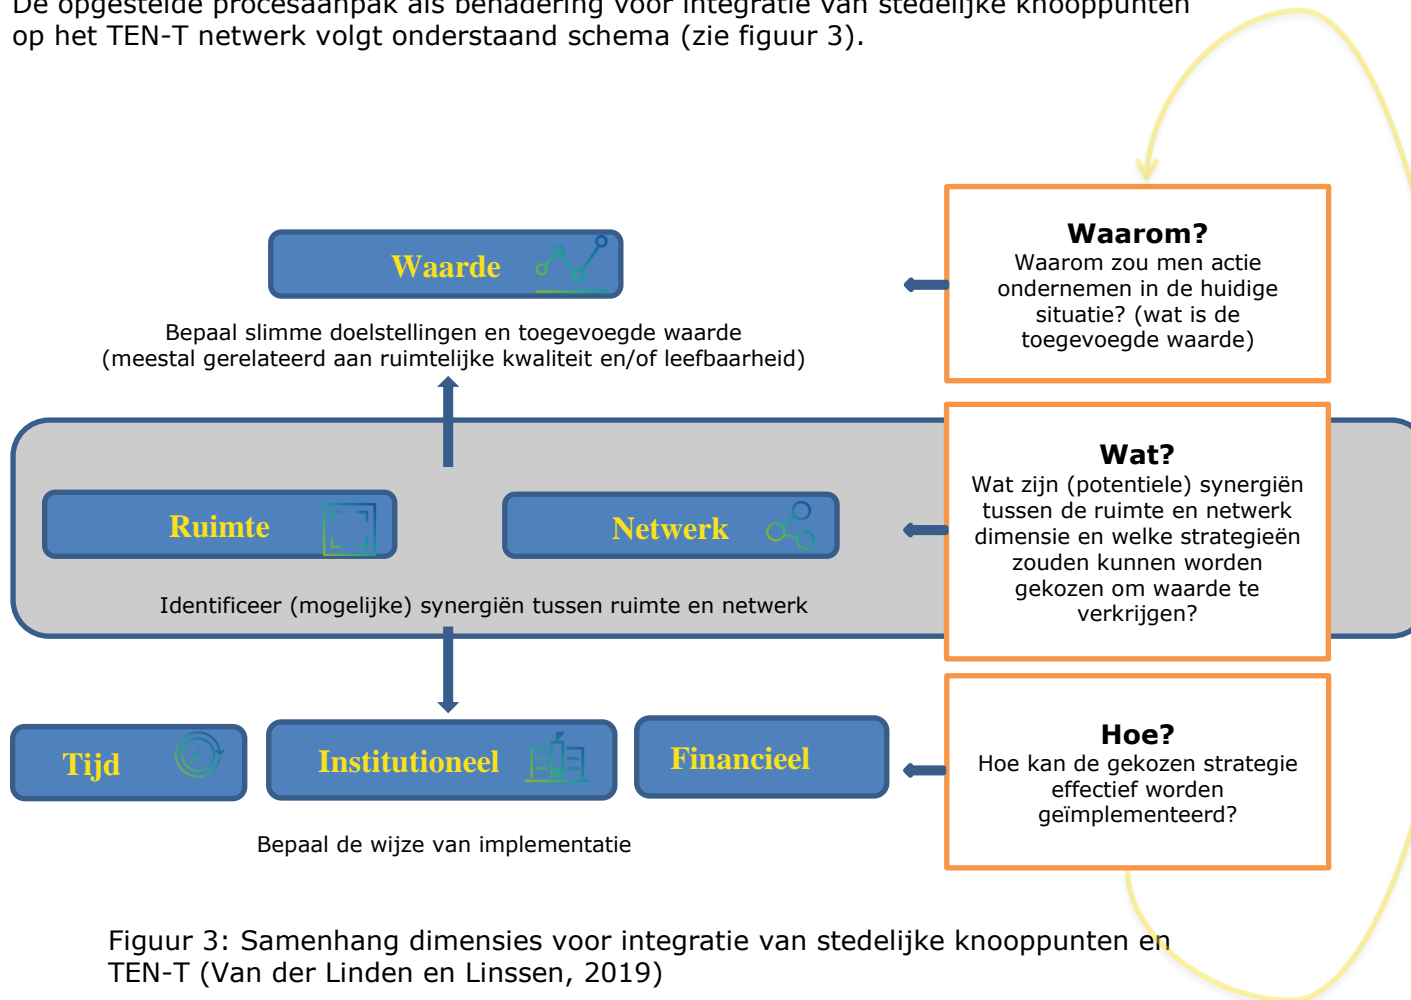 De opgestelde procesaanpak als benadering voor integratie van stedelijke knooppunten
op het TEN-T netwerk volgt onderstaand schema (zie figuur 3).
Waarde
Bepaal slimme doelstellingen en toegevoegde waarde
(meestal gerelateerd aan ruimtelijke kwaliteit en/of leefbaarheid)
Waarom?
Waarom zou men actie
ondernemen in de huidige
situatie? (wat is de
toegevoegde waarde)
Ruimte
Netwerk
Identificeer (mogelijke) synergiën tussen ruimte en netwerk
Wat?
Wat zijn (potentiele) synergiën
tussen de ruimte en netwerk
dimensie en welke strategieën
zouden kunnen worden
gekozen om waarde te
verkrijgen?
Tijd
Institutioneel
Financieel
Bepaal de wijze van implementatie
Hoe?
Hoe kan de gekozen strategie
effectief worden
geïmplementeerd?
Figuur 3: Samenhang dimensies voor integratie van stedelijke knooppunten en
TEN-T (Van der Linden en Linssen, 2019)